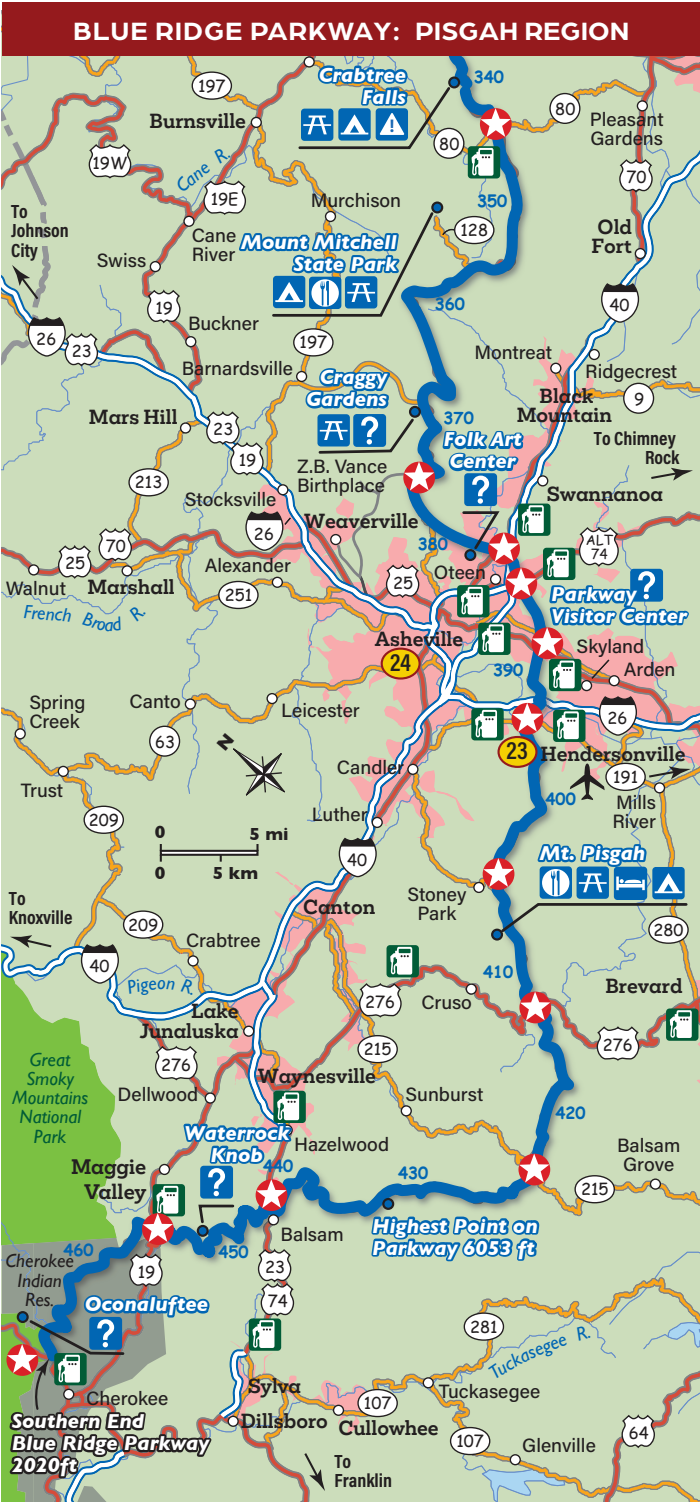 BLUE RIDGE PARKWAY: PISGAH REGION
Crabtree
Falls
340
197
80
Pleasant
Gardens
Burnsville
80
19W
Cane R.
70
19E
Murchison
350
To
Johnson
City
128
Old
Fort
Cane
River
Mount Mitchell
State Park
Swiss
40
19
360
26
23
Buckner
197
Montreat
Barnardsville
Ridgecrest
9
Craggy
Gardens
Black
Mountain
370
Mars Hill
23
Folk Art
Center
?
To Chimney
Rock
19
Z.B. Vance
Birthplace
?
213
Stocksville
Swannanoa
26
Weaverville
70
25
380
ALT
74
Alexander
Oteen
Walnut
Marshall
25
Parkway
Visitor Center
?
251
French Broad R.
Asheville
Skyland
24
390
Arden
Spring
Creek
Canto
Leicester
26
63
N
23
Hendersonville
Candler
191
Trust
400
Mills
River
209
Luther
0 5 mi
0 5 km
40
Mt. Pisgah
To
Knoxville
Stoney
Park
Canton
209
280
Crabtree
40
410
Pigeon R.
Brevard
276
Cruso
Lake
Junaluska
276
Great
Smoky
Mountains
National
Park
215
276
Waynesville
Dellwood
Sunburst
420
Waterrock
Knob
?
Hazelwood
Balsam
Grove
Maggie
Valley
440
430
215
Highest Point on
Parkway 6053 ft
Balsam
460
450
Cherokee
Indian
Res.
19
23
74
Oconaluftee
?
281
Tuckasegee R.
Cherokee
Sylva
Tuckasegee
107
Southern End
Blue Ridge Parkway
2020ft
Dillsboro
Cullowhee
64
107
Glenville
To
Franklin